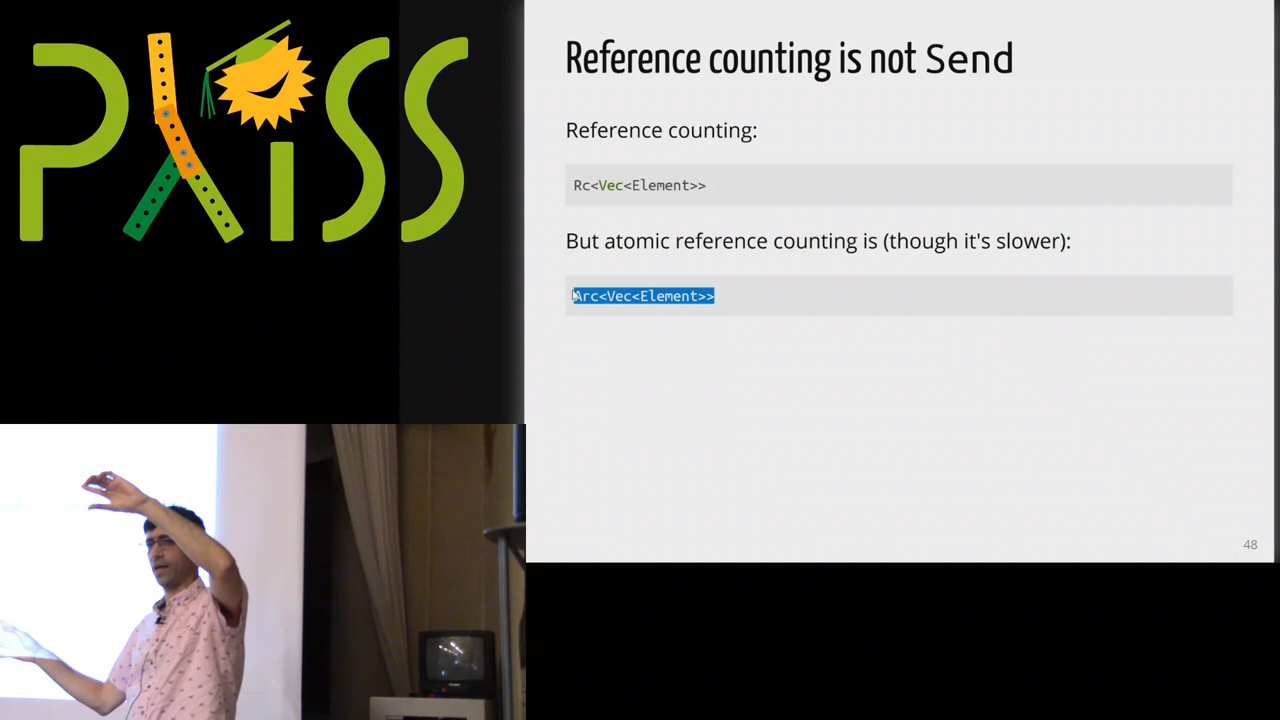 PLISS
Reference counting is not Send
Reference counting:
Rc<Vec<Element>>
But atomic reference counting is (though it's slower):
Arc<Vec<Element>>
48